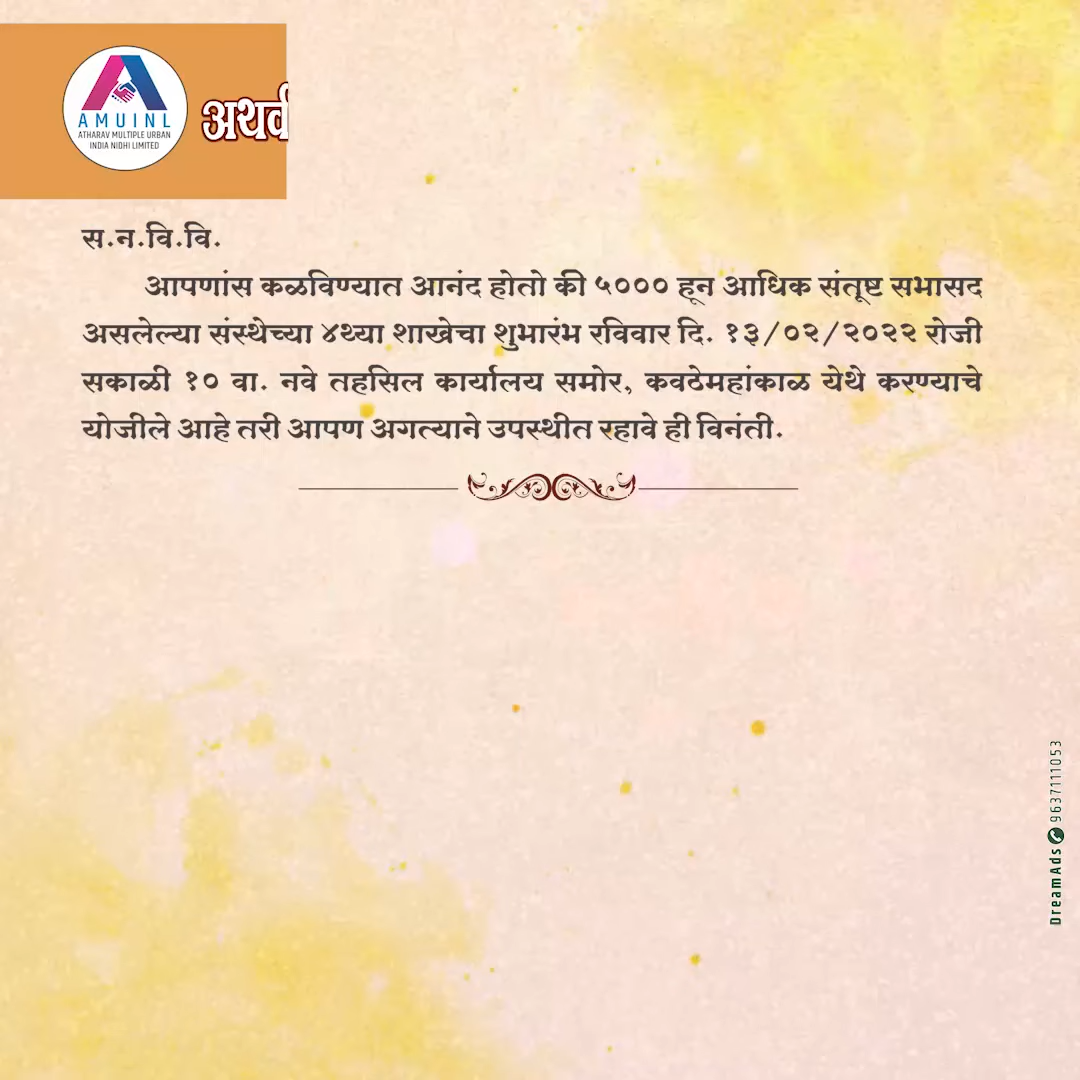 AMUINL
ATHARAV MULTIPLE URBAN
INDIA NIDHI LIMITED
स.न.वि.वि.
आपणांस कळविण्यात आनंद होतो की ५००० हून आधिक संतूष्ट सभासद
असलेल्या संस्थेच्या ४थ्या शाखेचा शुभारंभ रविवार दि. १३/०२/२०२२ रोजी
सकाळी १० वा. नवे तहसिल कार्यालय समोर, कवठेमहांकाळ येथे करण्याचे
योजीले आहे तरी आपण अगत्याने उपस्थीत रहावे ही विनंती.
DreamAds 9637111053